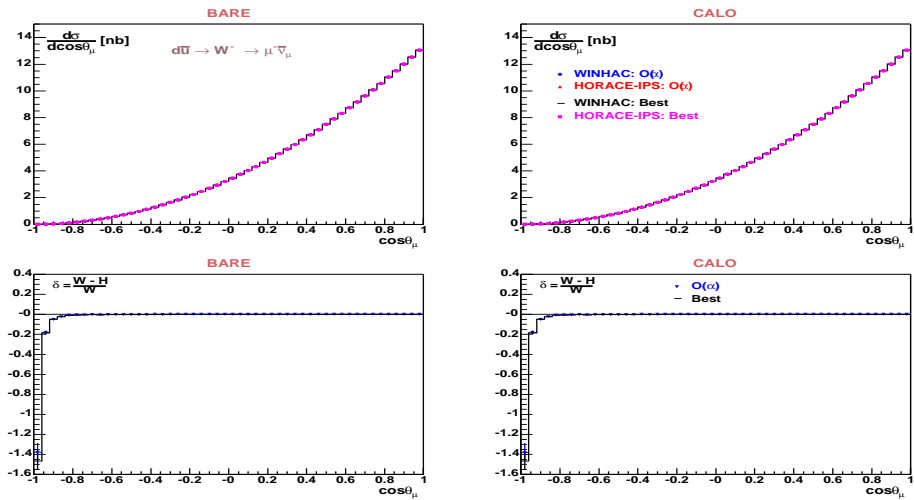 BARE
dσ/dcosθμ [nb]
dū → W⁻ → μ⁻ν̄μ
14
12
10
8
6
4
2
0
-1 -0.8 -0.6 -0.4 -0.2 -0 0.2 0.4 0.6 0.8 1
cosθμ
CALO
dσ/dcosθμ [nb]
WINHAC: O(α)
HORACE-IPS: O(α)
WINHAC: Best
HORACE-IPS: Best
14
12
10
8
6
4
2
0
-1 -0.8 -0.6 -0.4 -0.2 -0 0.2 0.4 0.6 0.8 1
cosθμ
BARE
δ = W - H / W
0.4
0.2
-0
-0.2
-0.4
-0.6
-0.8
-1
-1.2
-1.4
-1.6
-1 -0.8 -0.6 -0.4 -0.2 -0 0.2 0.4 0.6 0.8 1
cosθμ
CALO
δ = W - H / W
O(α)
Best
0.4
0.2
-0
-0.2
-0.4
-0.6
-0.8
-1
-1.2
-1.4
-1.6
-1 -0.8 -0.6 -0.4 -0.2 -0 0.2 0.4 0.6 0.8 1
cosθμ